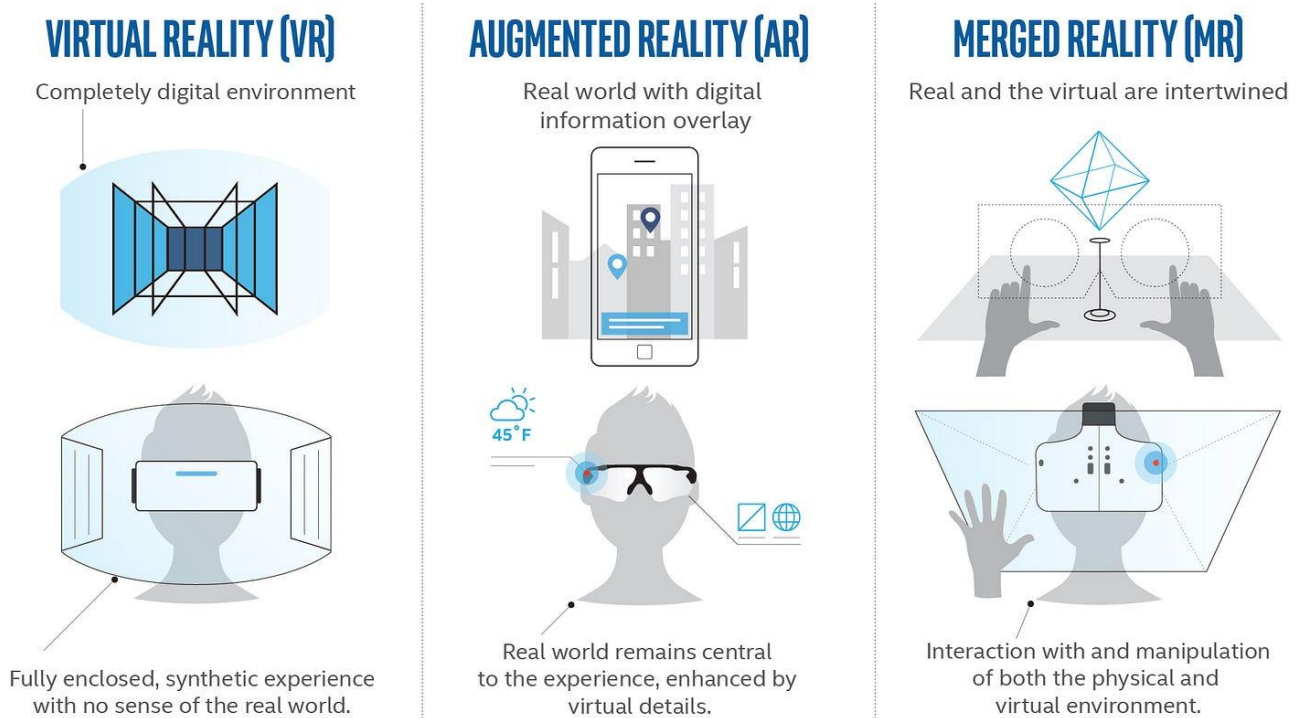 VIRTUAL REALITY (VR)
Completely digital environment
Fully enclosed, synthetic experience
with no sense of the real world.
AUGMENTED REALITY (AR)
Real world with digital
information overlay
45°F
Real world remains central
to the experience, enhanced by
virtual details.
MERGED REALITY (MR)
Real and the virtual are intertwined
Interaction with and manipulation
of both the physical and
virtual environment.